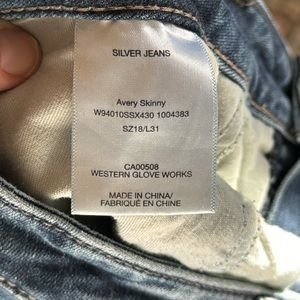 SILVER JEANS
Avery Skinny
W94010SSX430 1004383
SZ18/L31
CA00508
WESTERN GLOVE WORKS
MADE IN CHINA/
FABRIQUÉ EN CHINE